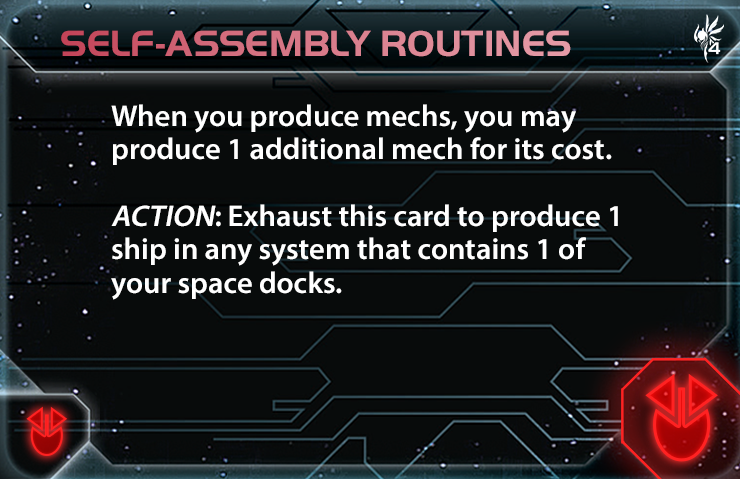 SELF-ASSEMBLY ROUTINES
4
When you produce mechs, you may
produce 1 additional mech for its cost.
ACTION: Exhaust this card to produce 1
ship in any system that contains 1 of
your space docks.